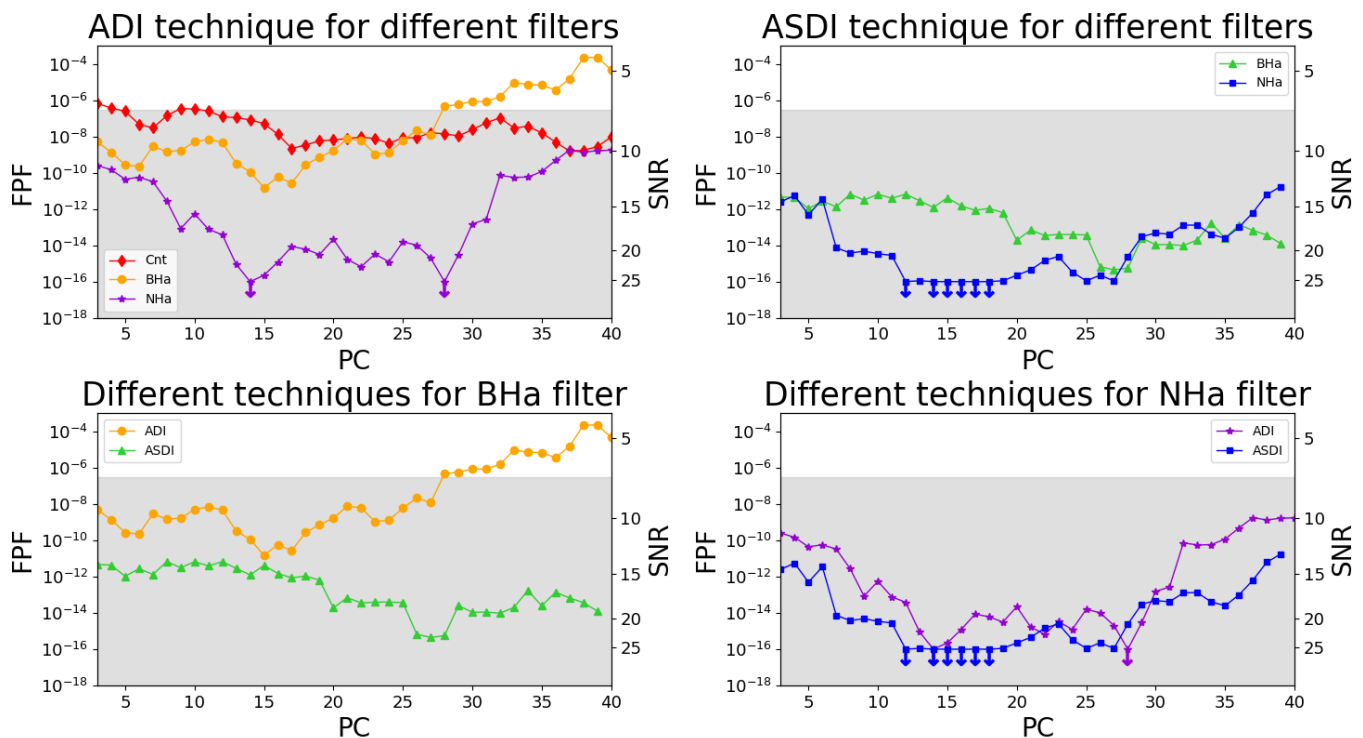 ADI technique for different filters
10^-4
10^-6
10^-8
10^-10
10^-12
10^-14
10^-16
10^-18
FPF
5
10
15
20
25
SNR
Cnt
BHa
NHa
5 10 15 20 25 30 35 40
PC
ASDI technique for different filters
10^-4
10^-6
10^-8
10^-10
10^-12
10^-14
10^-16
10^-18
FPF
5
10
15
20
25
SNR
BHa
NHa
5 10 15 20 25 30 35 40
PC
Different techniques for BHa filter
10^-4
10^-6
10^-8
10^-10
10^-12
10^-14
10^-16
10^-18
FPF
5
10
15
20
25
SNR
ADI
ASDI
5 10 15 20 25 30 35 40
PC
Different techniques for NHa filter
10^-4
10^-6
10^-8
10^-10
10^-12
10^-14
10^-16
10^-18
FPF
5
10
15
20
25
SNR
ADI
ASDI
5 10 15 20 25 30 35 40
PC